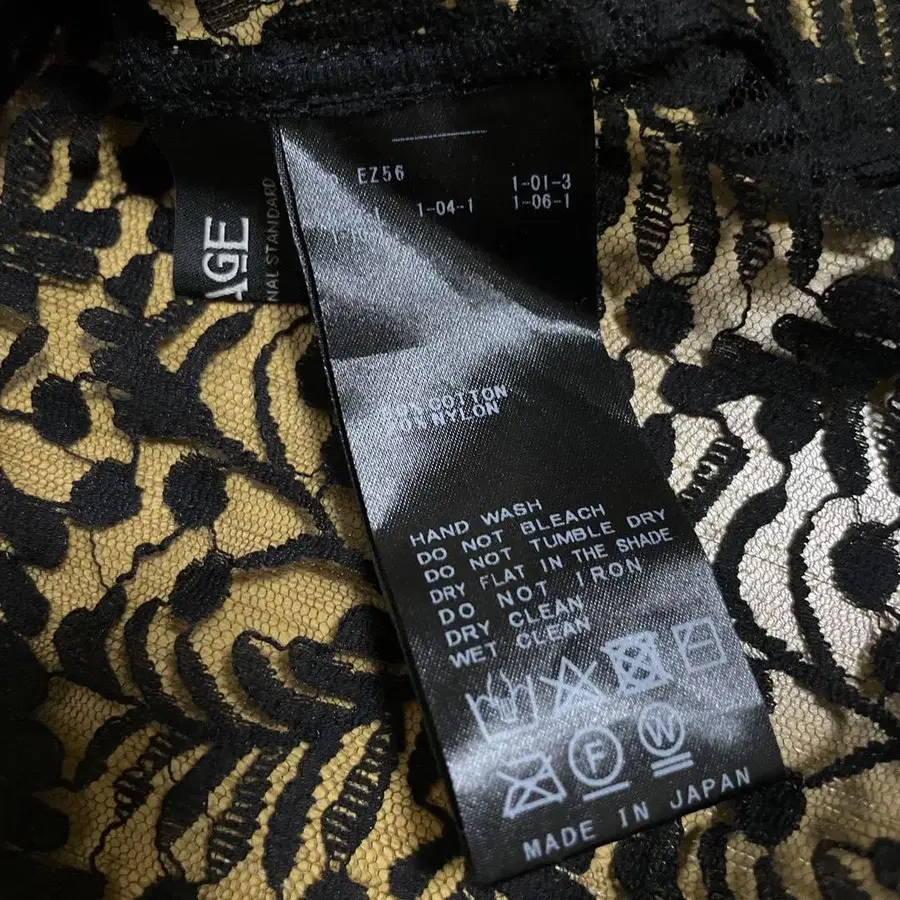 EZ56
1-01-3
1-04-1
1-06-1
AGE
NAL STANDARD
COTTON
NYLON
HAND WASH
DO NOT BLEACH
DO NOT TUMBLE DRY
DRY FLAT IN THE SHADE
DO NOT IRON
DRY CLEAN
WET CLEAN
F
W
MADE IN JAPAN